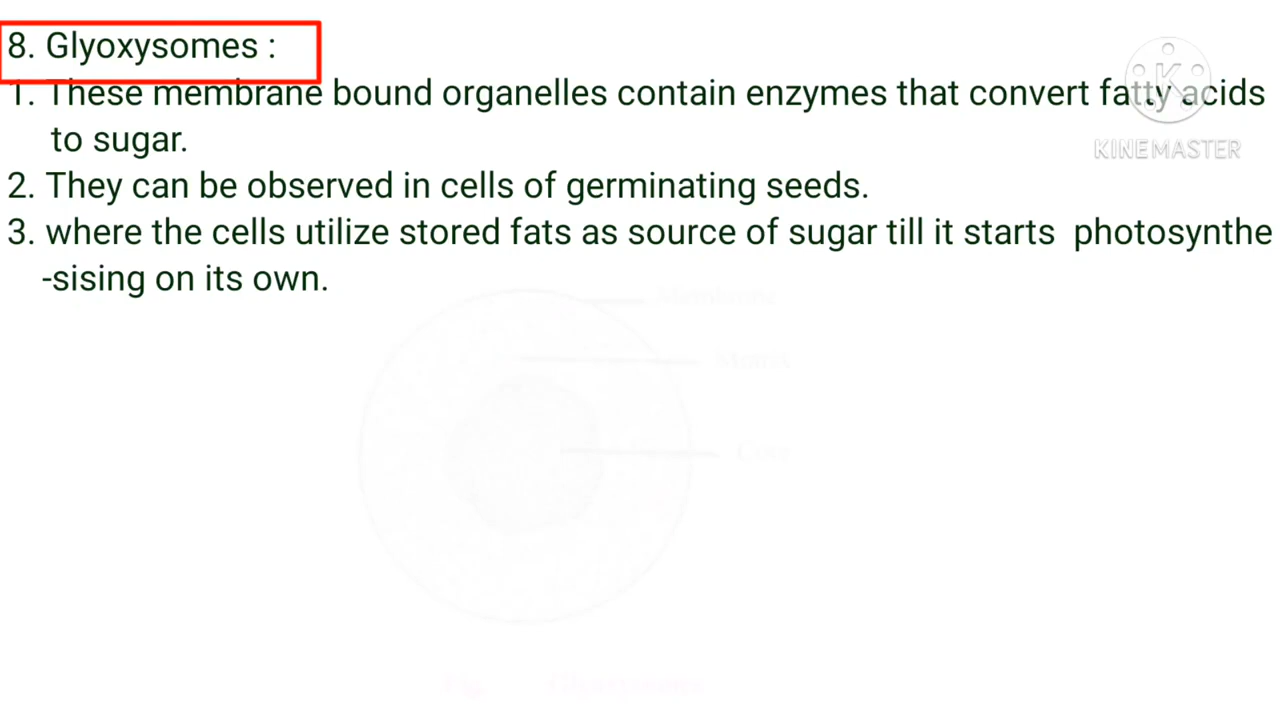 8. Glyoxysomes :
1. These membrane bound organelles contain enzymes that convert fatty acids
to sugar.
2. They can be observed in cells of germinating seeds.
3. where the cells utilize stored fats as source of sugar till it starts photosynthe
-sising on its own.
KINEMASTER
Membrane